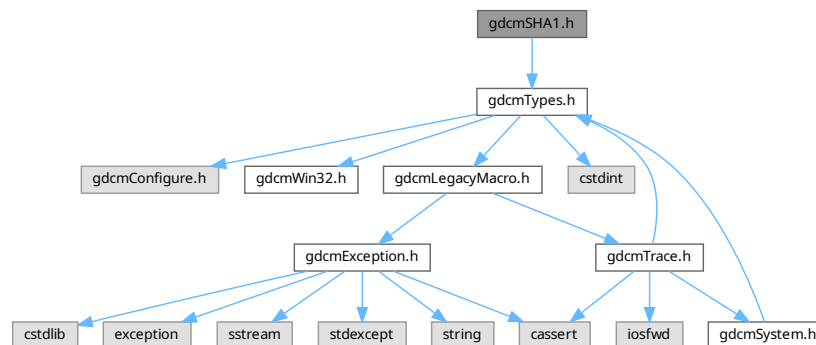 gdcmSHA1.h
gdcmTypes.h
gdcmConfigure.h
gdcmWin32.h
gdcmLegacyMacro.h
cstdint
gdcmException.h
gdcmTrace.h
cstdlib
exception
sstream
stdexcept
string
cassert
iosfwd
gdcmSystem.h